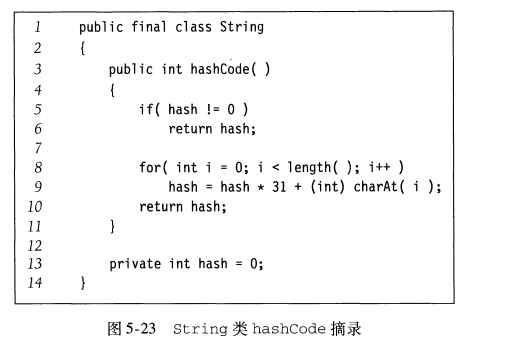 1 public final class String
2 {
3 public int hashCode( )
4 {
5 if( hash != 0 )
6 return hash;
7
8 for( int i = 0; i < length( ); i++ )
9 hash = hash * 31 + (int) charAt( i );
10 return hash;
11 }
12
13 private int hash = 0;
14 }
图5-23 String 类 hashCode 摘录